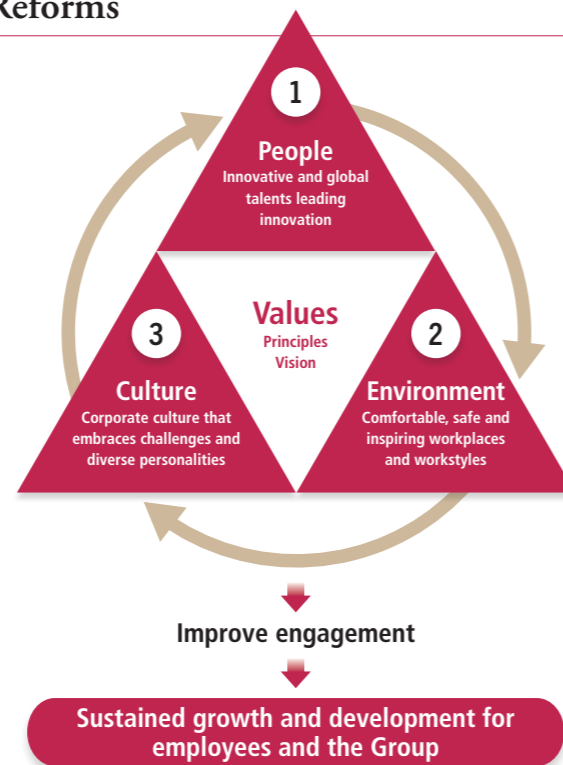 Reforms
1
People
Innovative and global
talents leading
innovation
Values
Principles
Vision
3
Culture
Corporate culture that
embraces challenges and
diverse personalities
2
Environment
Comfortable, safe and
inspiring workplaces
and workstyles
Improve engagement
Sustained growth and development for
employees and the Group